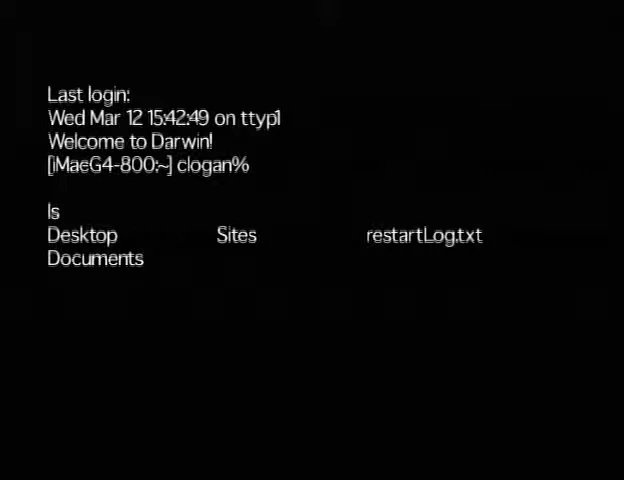 Last login:
Wed Mar 12 15:42:49 on ttyp1
Welcome to Darwin!
[iMacG4-800:~] clogan%
ls
Desktop Sites restartLog.txt
Documents